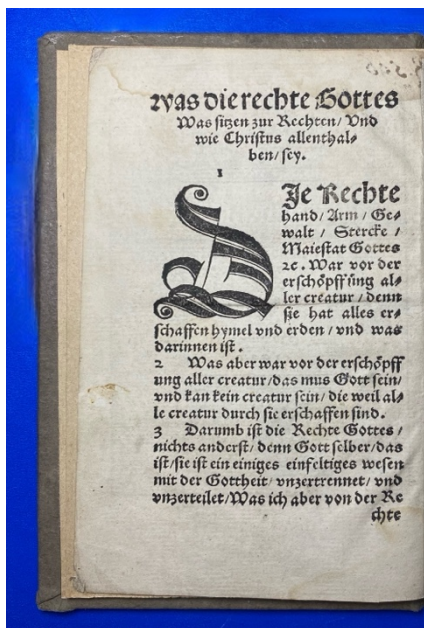 was die rechte Gottes
Was sitzen zur Rechten/ Vnd
wie Christus allenthal⸗
ben/ sey.
1
DJe Rechte
hand/ Arm/ Ge⸗
walt / Stercke /
Maiestat Gottes
ꝛc. War vor der
erschöpffüng al⸗
ler creatur/ denn
sie hat alles er⸗
schaffen hymel vnd erden / vnd was
darinnen ist.
2 Was aber war vor der erschöpff
ung aller creatur/das mus Gott sein/
vnd kan kein creatur sein/ die weil al⸗
le creatur durch sie erschaffen sind.
3 Darumb ist die Rechte Gottes /
nichts anderst/ denn Gott selber/das
ist/sie ist ein einiges einfeltiges wesen
mit der Gottheit/ vnzertrennet/ vnd
vnzerteilet/Was ich aber von der Re
chte